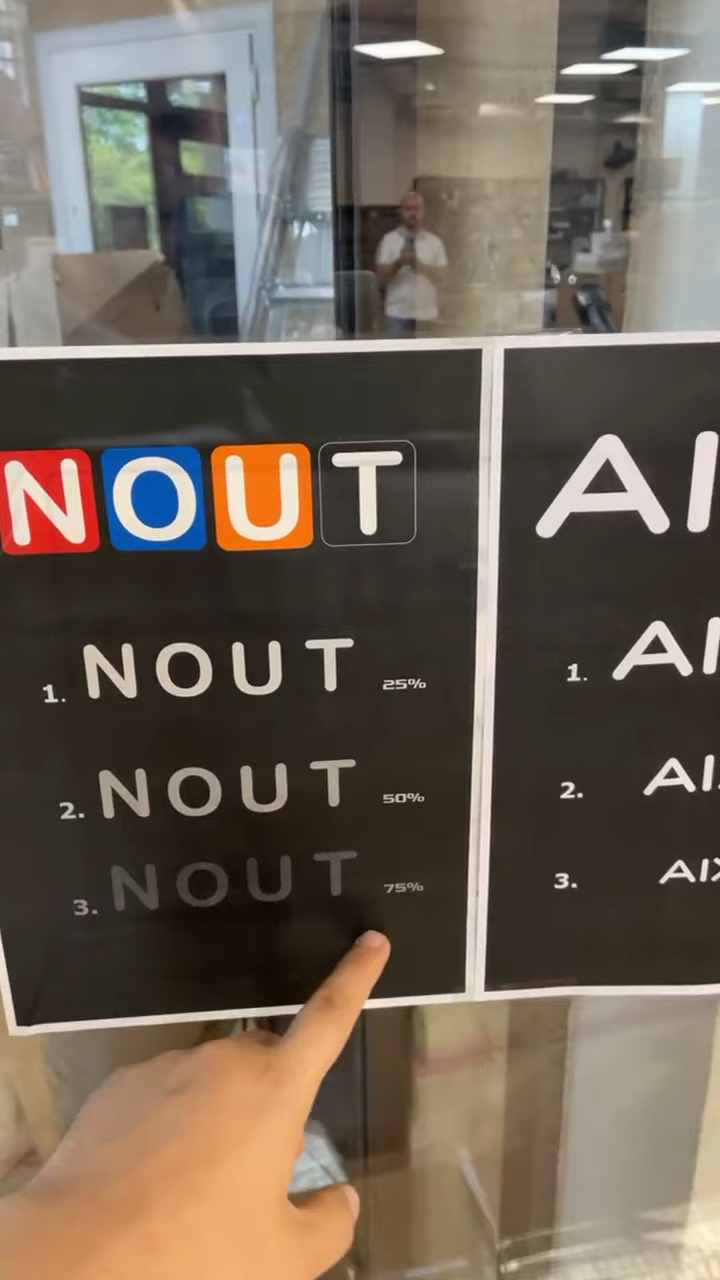 NOUT
1. NOUT 25%
2. NOUT 50%
3. NOUT 75%
AI
1. AI
2. AI
3. AIX